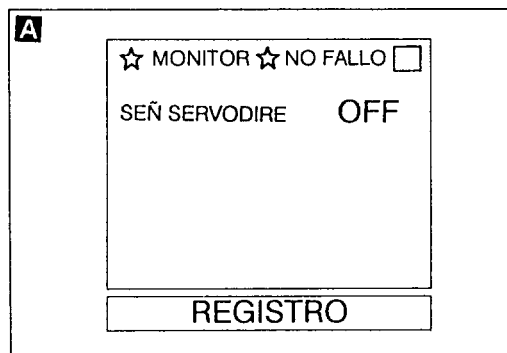 A
☆ MONITOR ☆ NO FALLO □
SEÑ SERVODIRE OFF
REGISTRO